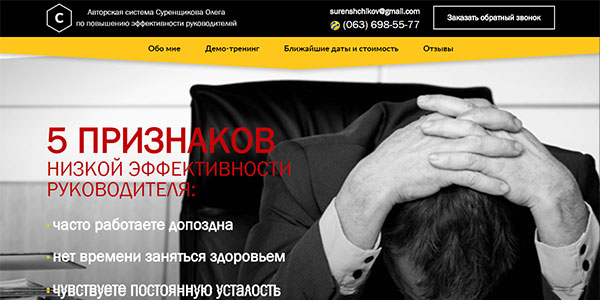 С
Авторская система Суренщикова Олега
по повышению эффективности руководителей
surenshchikov@gmail.com
(063) 698-55-77
Заказать обратный звонок
Обо мне Демо-тренинг Ближайшие даты и стоимость Отзывы
5 ПРИЗНАКОВ
НИЗКОЙ ЭФФЕКТИВНОСТИ
РУКОВОДИТЕЛЯ:
часто работаете допоздна
нет времени заняться здоровьем
чувствуете постоянную усталость